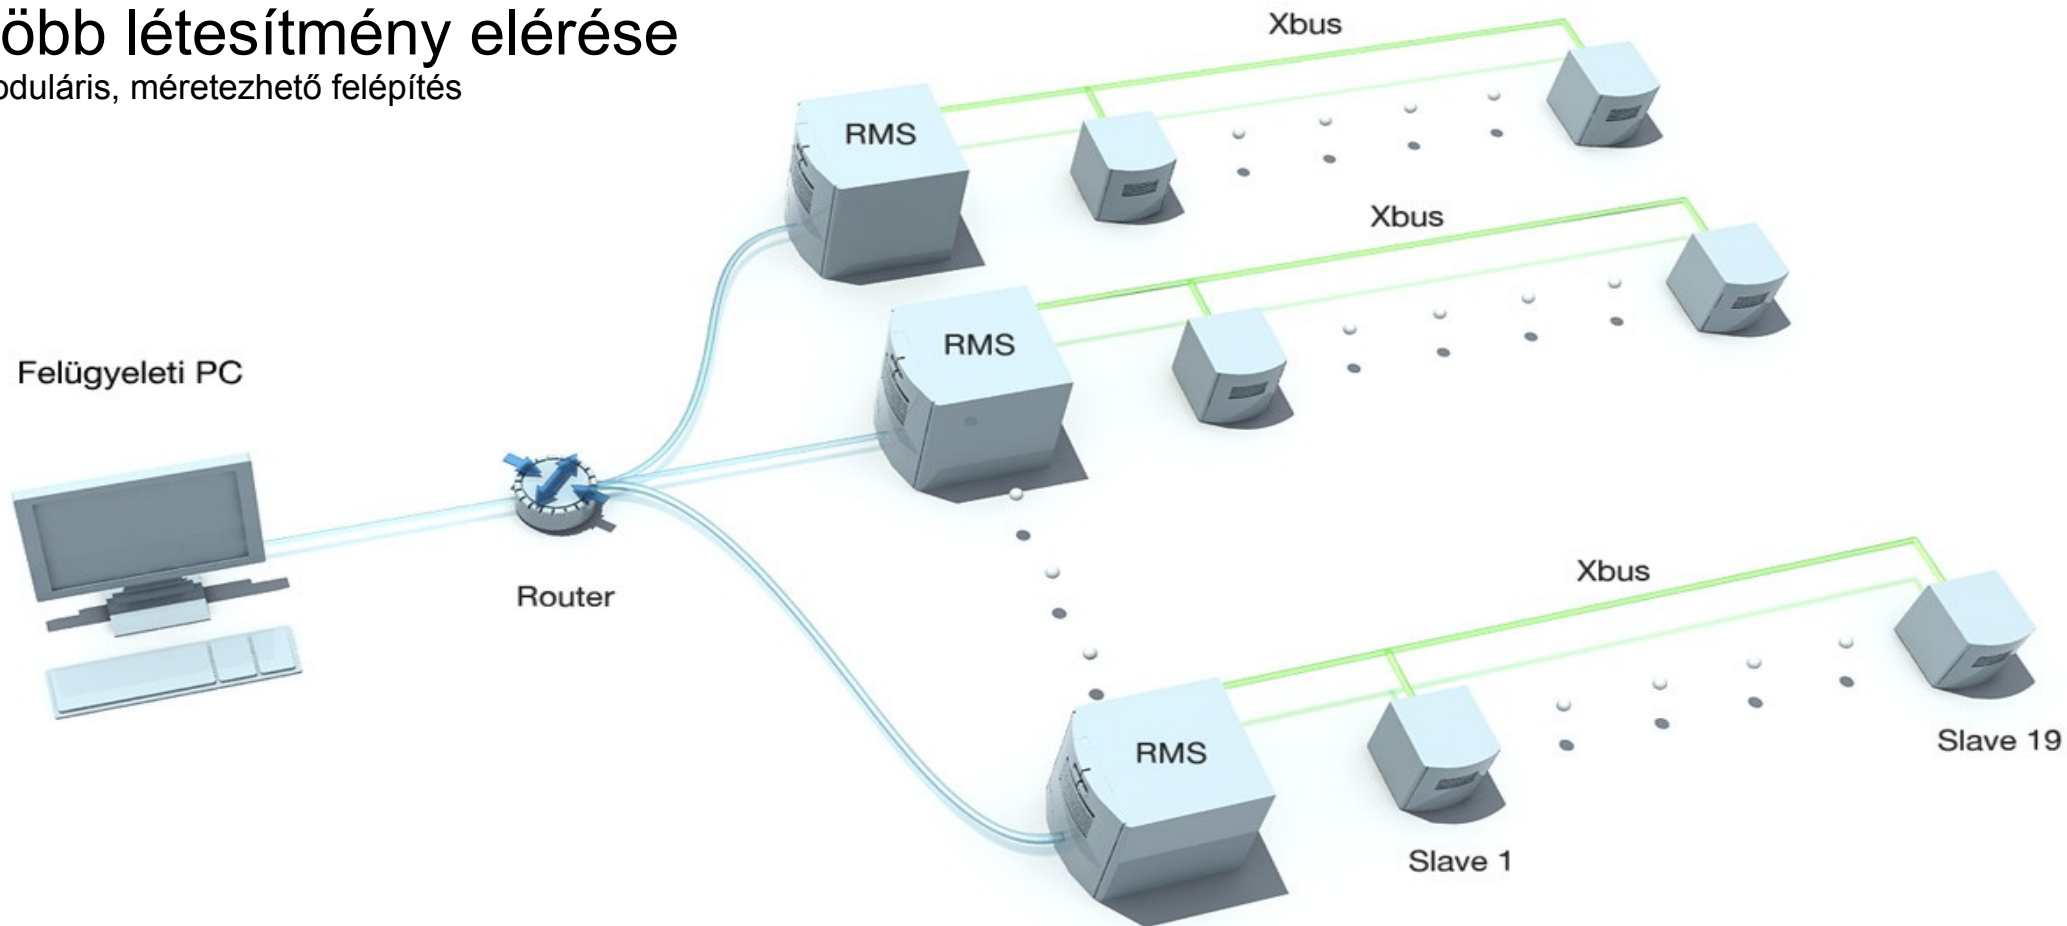 öbb létesítmény elérése
oduláris, méretezhető felépítés
Xbus
RMS
Xbus
RMS
Felügyeleti PC
Router
Xbus
RMS
Slave 19
Slave 1